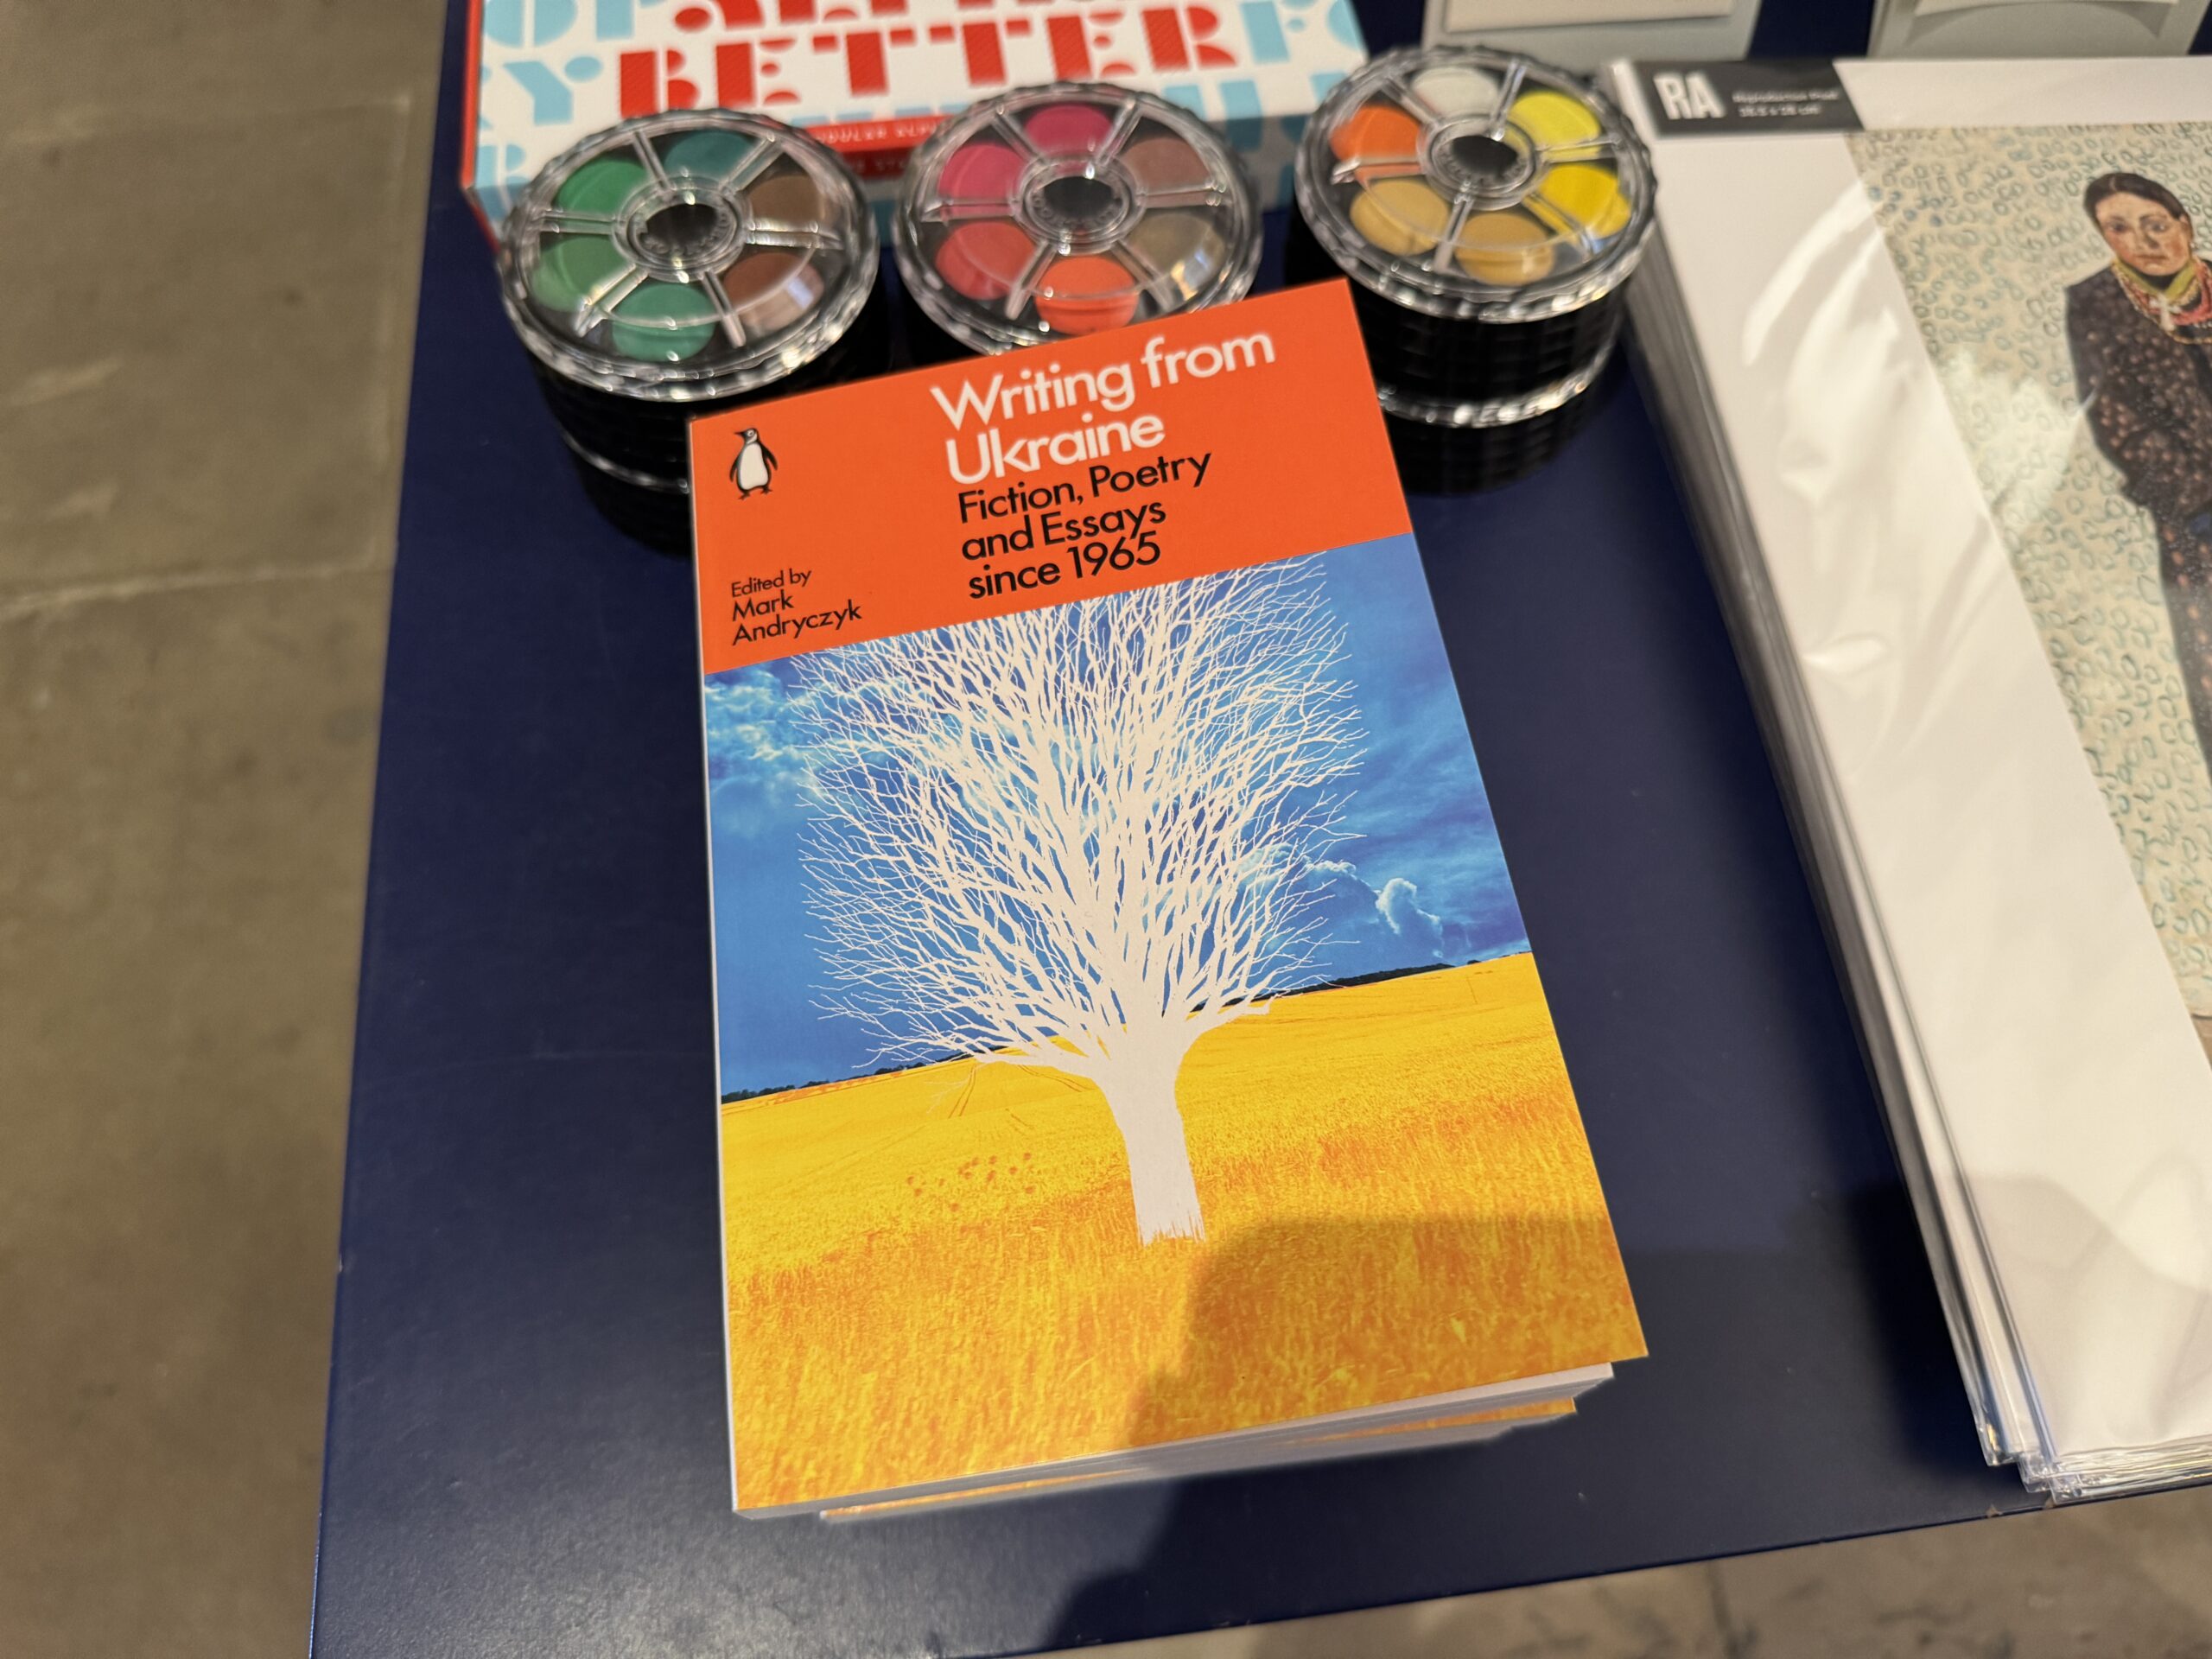 BETTER
RA
Writing from
Ukraine
Fiction, Poetry
and Essays
since 1965
Edited by
Mark
Andryczyk